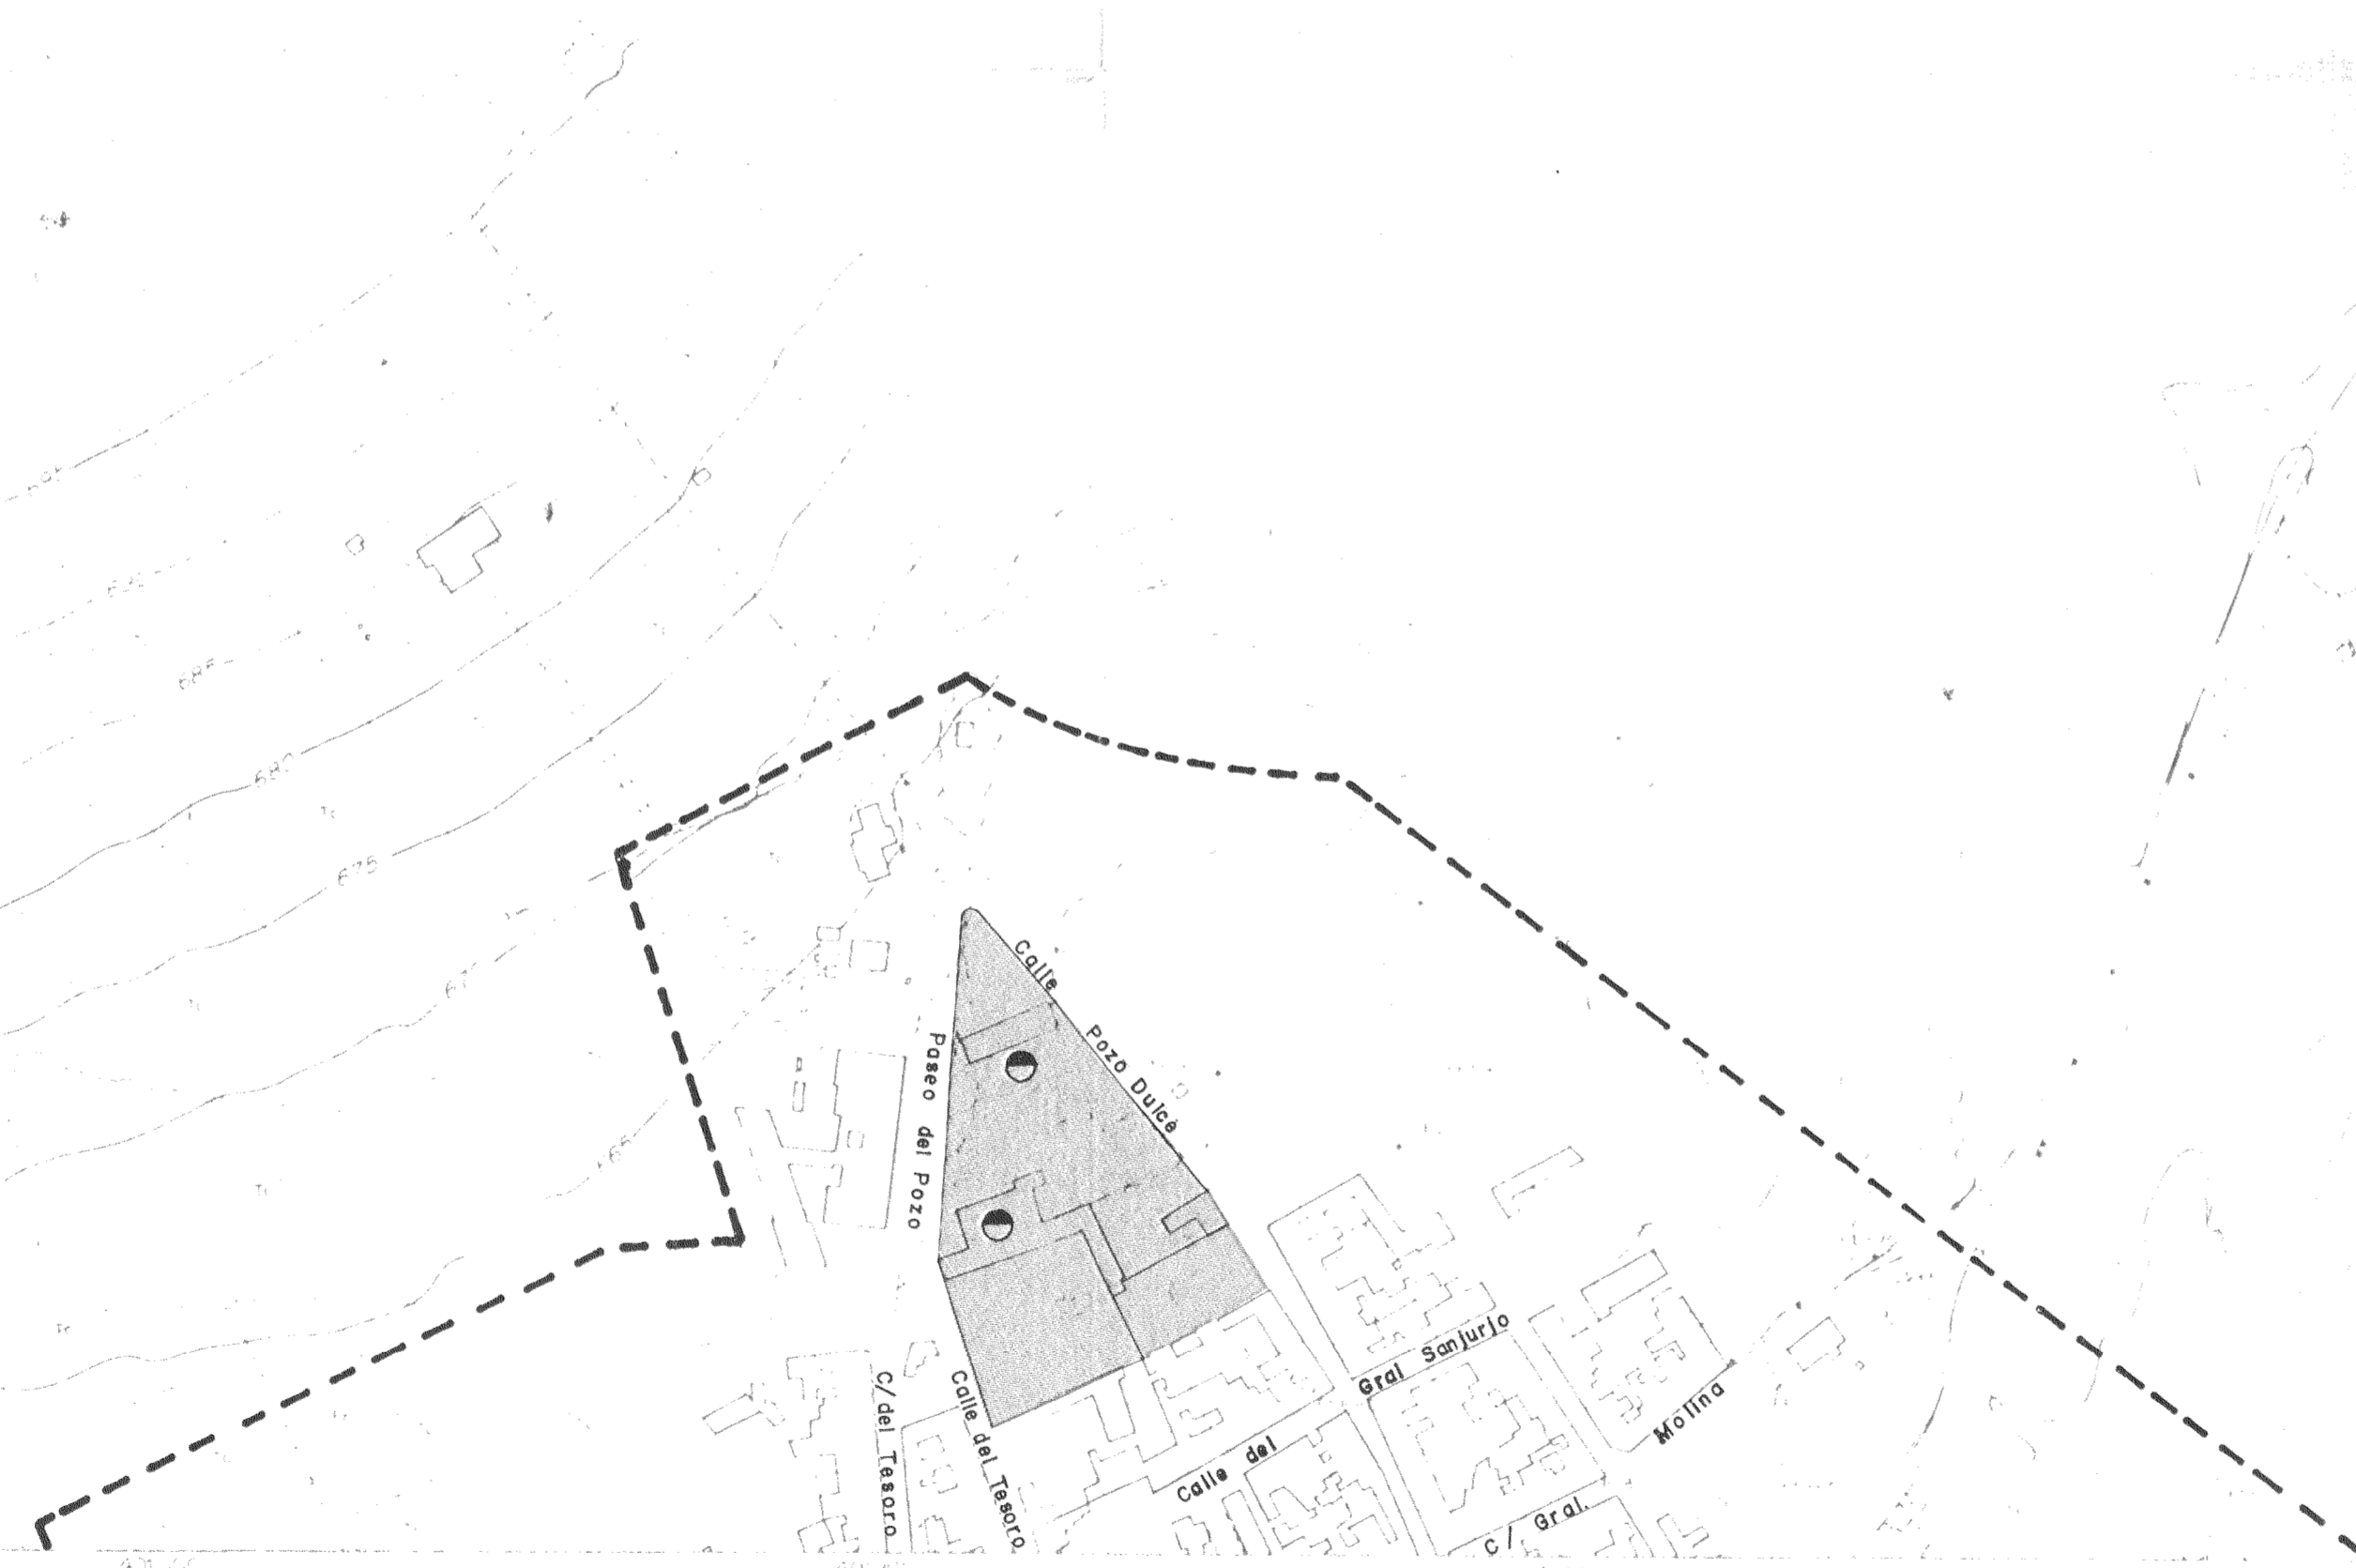 680
675
665
Calle
Pozo Dulce
Paseo del Pozo
Gral Sanjurjo
Molina
C/ del Tesoro
Calle del Tesoro
Calle del
C/ Gral.